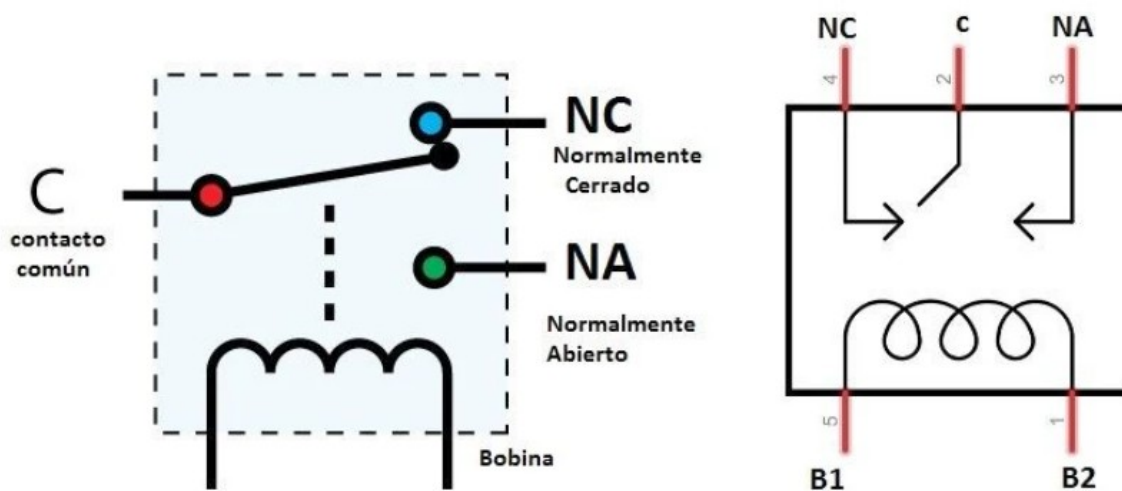 C
contacto
común
NC
Normalmente
Cerrado
NA
Normalmente
Abierto
Bobina
NC
c
NA
4
2
3
5
1
B1
B2